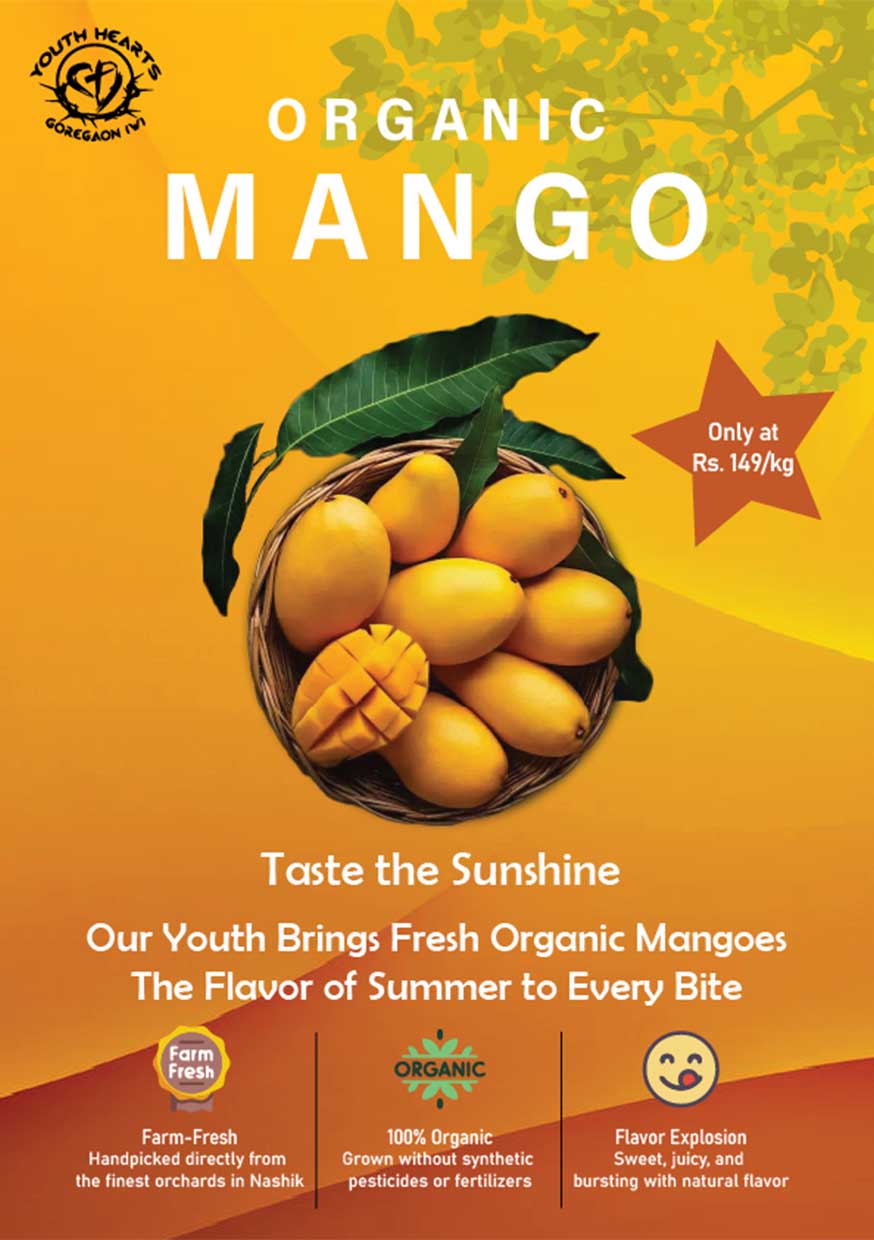 YOUTH HEARTS
GOREGAON (W)
ORGANIC
MANGO
Only at
Rs. 149/kg
Taste the Sunshine
Our Youth Brings Fresh Organic Mangoes
The Flavor of Summer to Every Bite
Farm
Fresh
Farm-Fresh
Handpicked directly from
the finest orchards in Nashik
ORGANIC
100% Organic
Grown without synthetic
pesticides or fertilizers
Flavor Explosion
Sweet, juicy, and
bursting with natural flavor